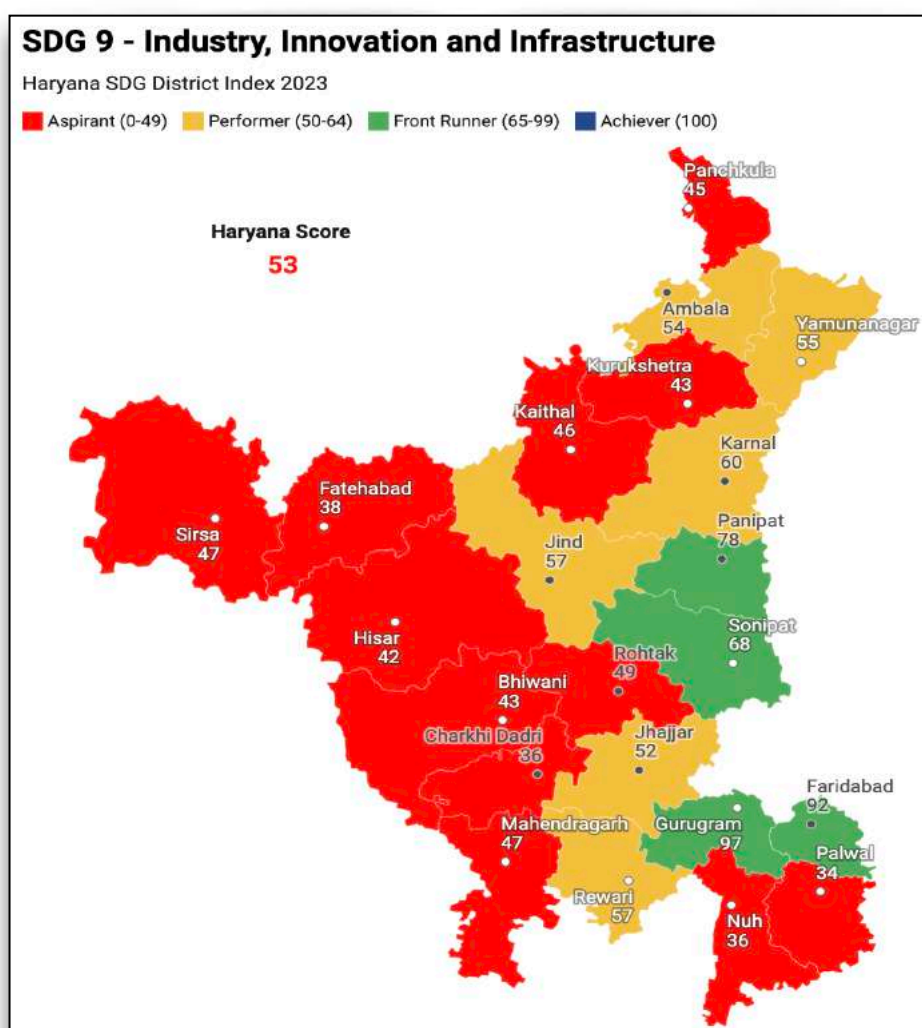 SDG 9 - Industry, Innovation and Infrastructure
Haryana SDG District Index 2023
Aspirant (0-49) Performer (50-64) Front Runner (65-99) Achiever (100)
Haryana Score
53
Panchkula
45
Ambala
54
Yamunanagar
55
Kurukshetra
43
Kaithal
46
Karnal
60
Fatehabad
38
Sirsa
47
Panipat
78
Jind
57
Sonipat
68
Hisar
42
Rohtak
49
Bhiwani
43
Charkhi Dadri
36
Jhajjar
52
Faridabad
92
Mahendragarh
47
Gurugram
97
Palwal
34
Rewari
57
Nuh
36